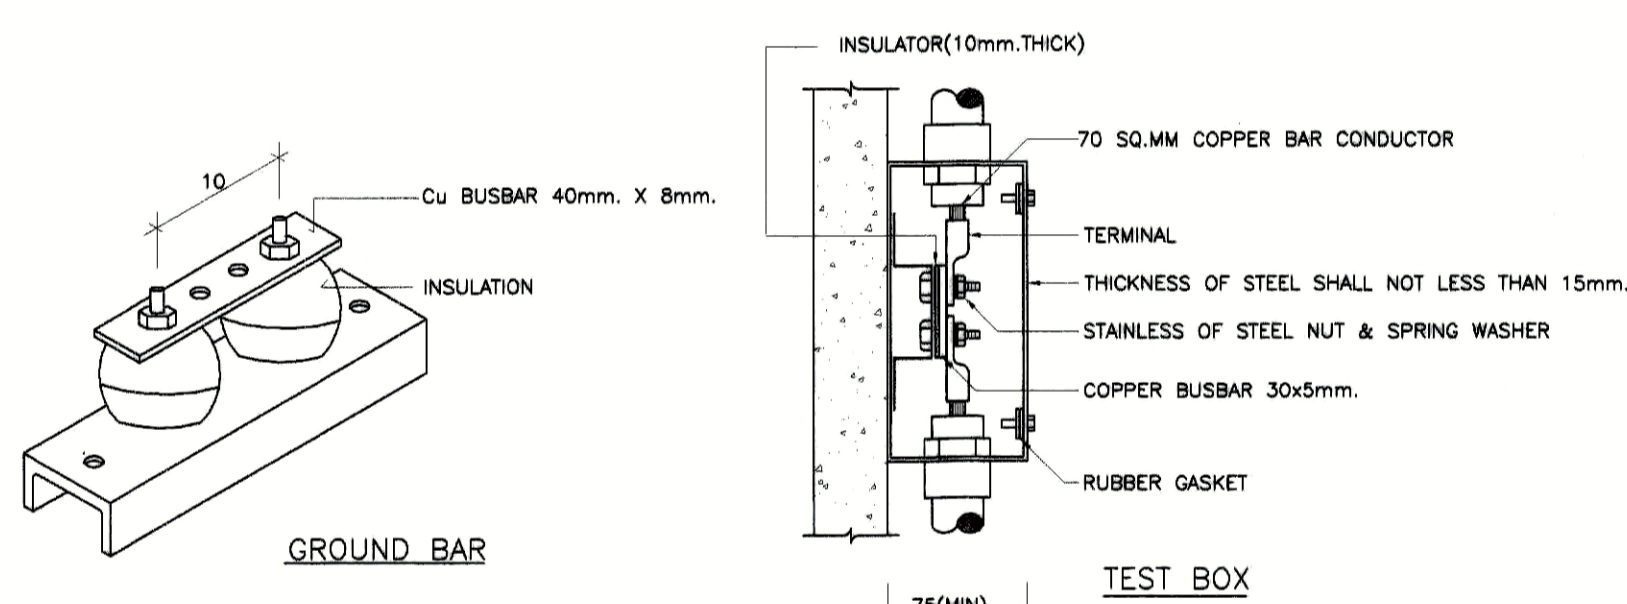 10
Cu BUSBAR 40mm. X 8mm.
INSULATION
GROUND BAR
INSULATOR(10mm.THICK)
70 SQ.MM COPPER BAR CONDUCTOR
TERMINAL
THICKNESS OF STEEL SHALL NOT LESS THAN 15mm.
STAINLESS OF STEEL NUT & SPRING WASHER
COPPER BUSBAR 30x5mm.
RUBBER GASKET
TEST BOX
75(MIN)